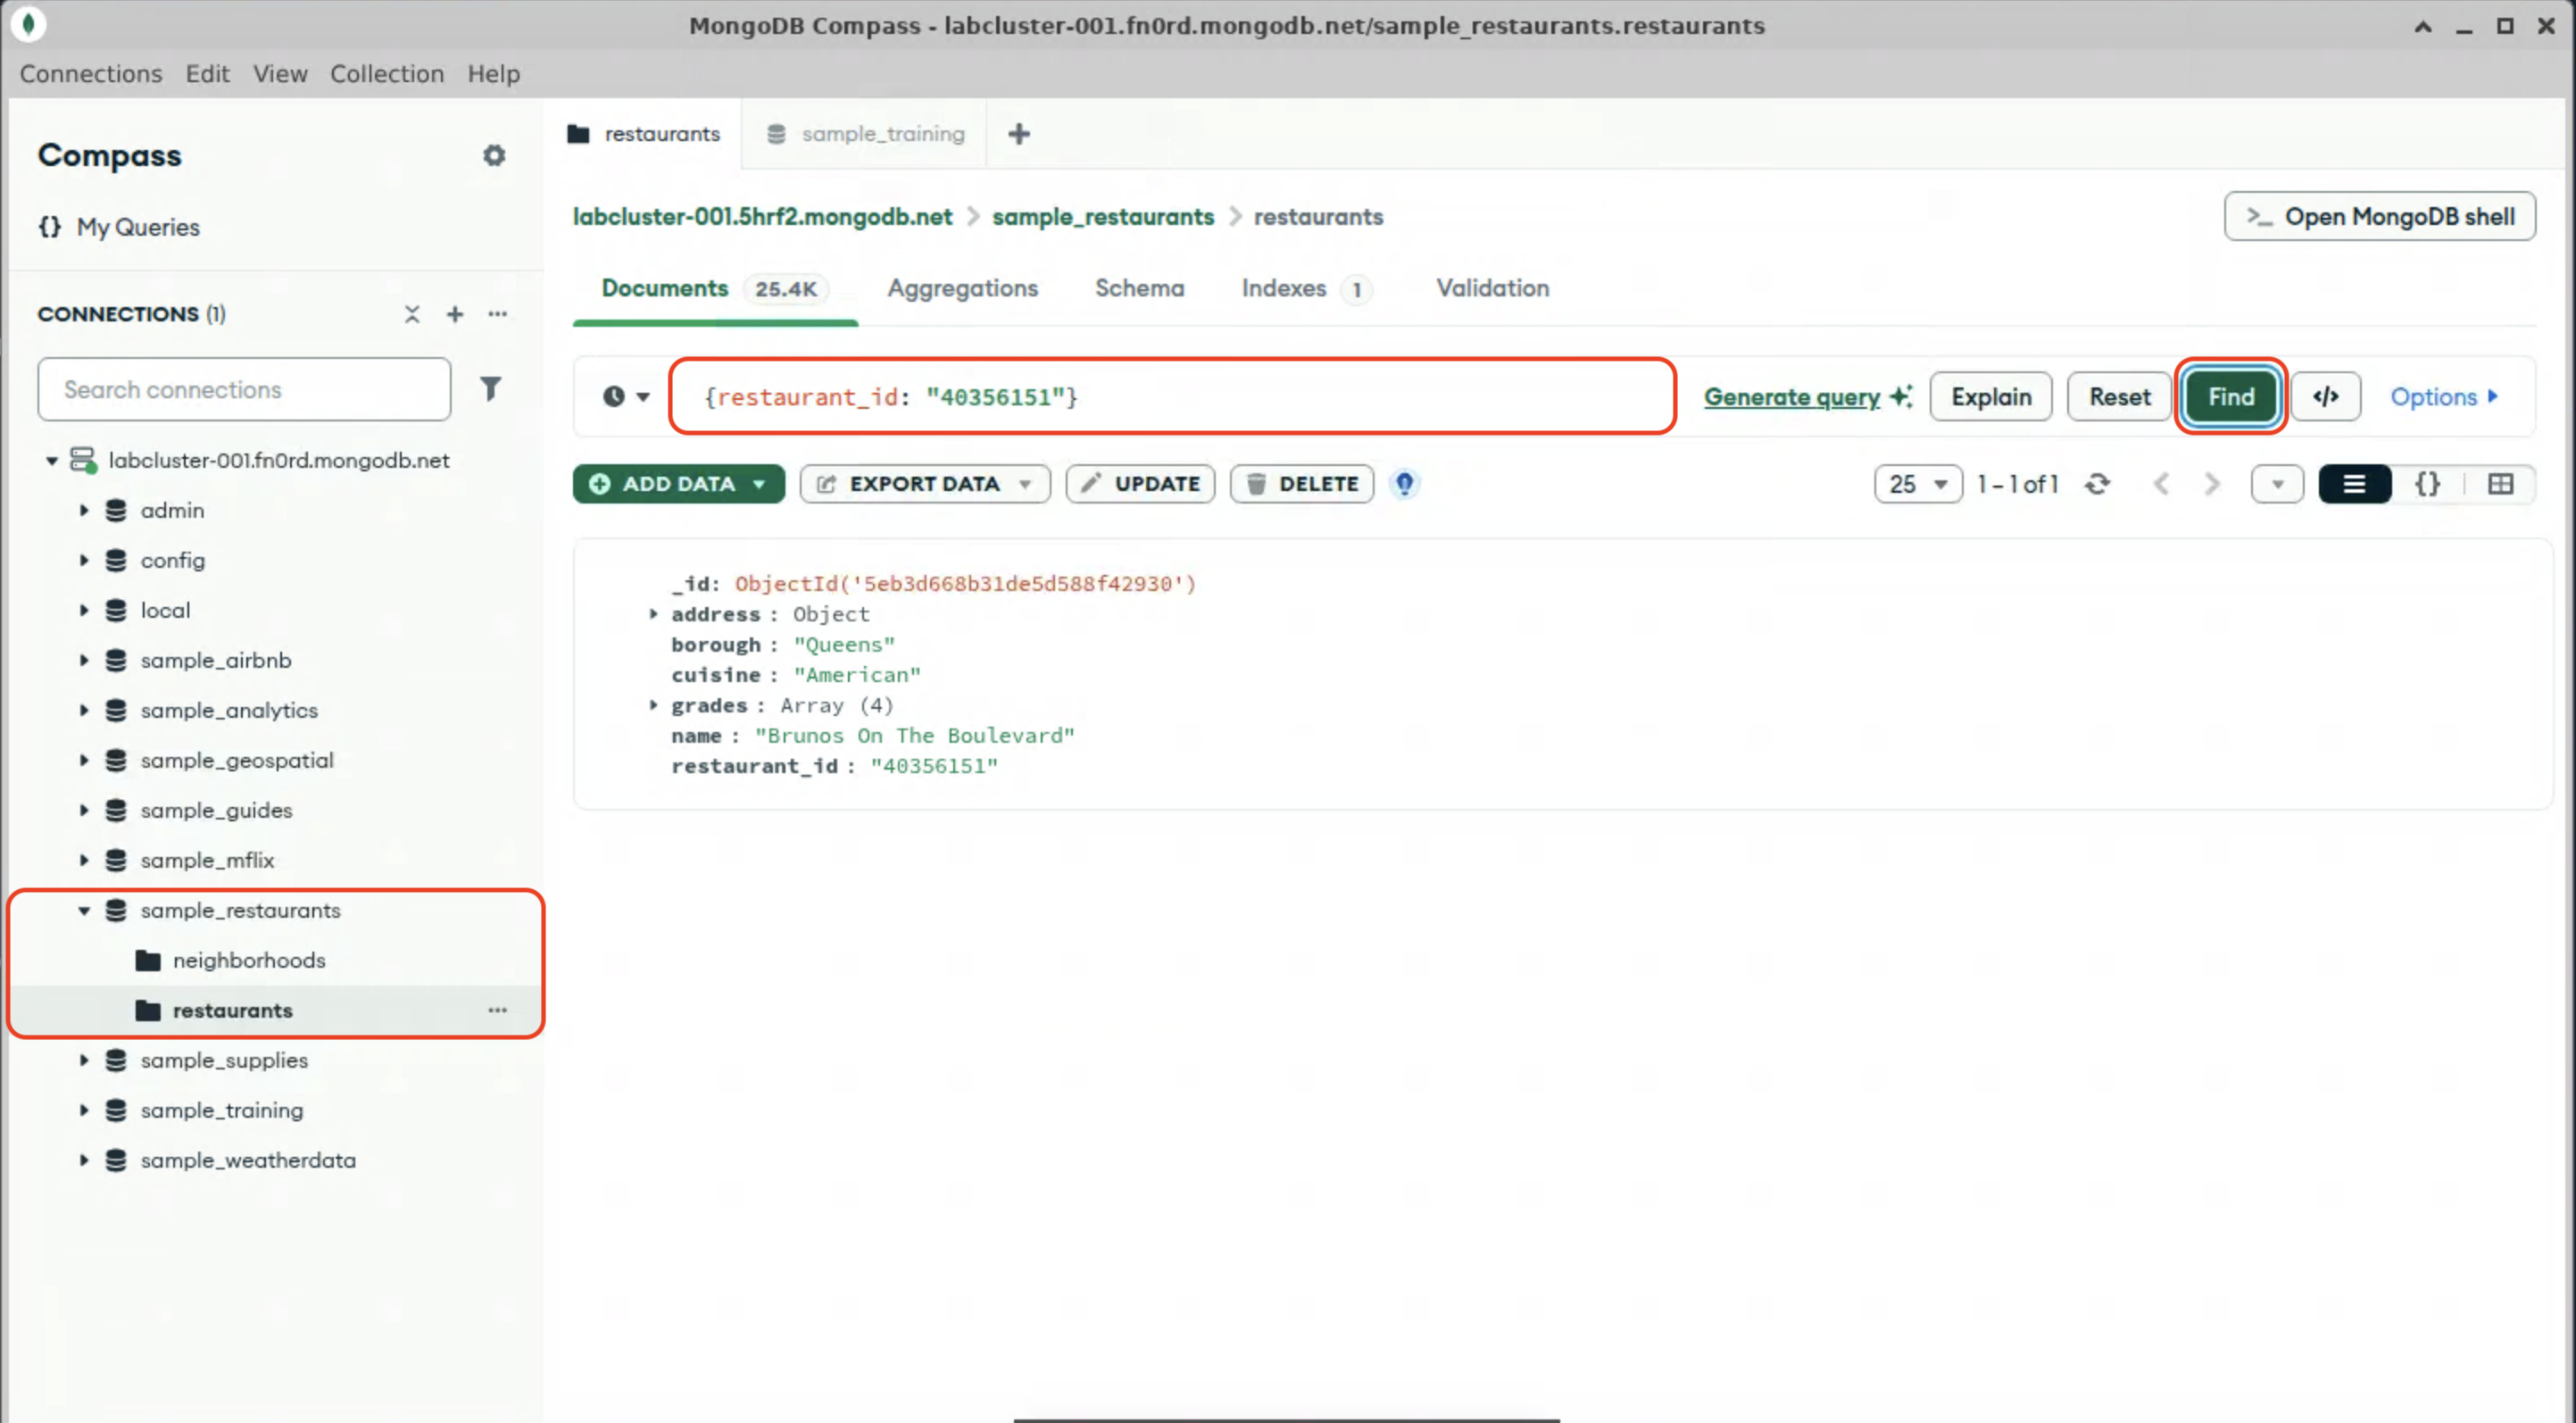 MongoDB Compass - labcluster-001.fn0rd.mongodb.net/sample_restaurants.restaurants
Connections Edit View Collection Help
Compass
{} My Queries
CONNECTIONS (1)
Search connections
labcluster-001.fn0rd.mongodb.net
admin
config
local
sample_airbnb
sample_analytics
sample_geospatial
sample_guides
sample_mflix
sample_restaurants
neighborhoods
restaurants
sample_supplies
sample_training
sample_weatherdata
restaurants sample_training
labcluster-001.5hrf2.mongodb.net > sample_restaurants > restaurants
>_ Open MongoDB shell
Documents 25.4K Aggregations Schema Indexes 1 Validation
{restaurant_id: "40356151"}
Generate query Explain Reset Find </> Options
ADD DATA EXPORT DATA UPDATE DELETE
25 1 – 1 of 1 {}
_id: ObjectId('5eb3d668b31de5d588f42930')
address : Object
borough : "Queens"
cuisine : "American"
grades : Array (4)
name : "Brunos On The Boulevard"
restaurant_id : "40356151"